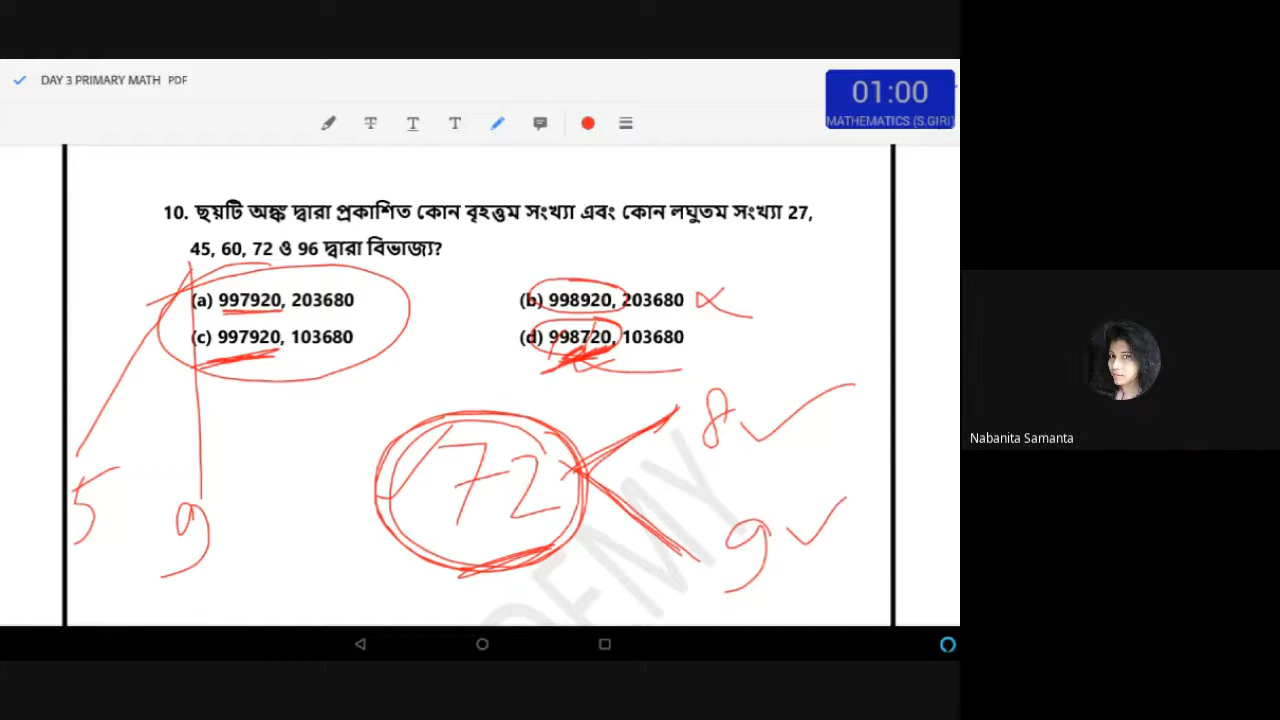 DAY 3 PRIMARY MATH PDF
01:00
MATHEMATICS (S.GIRI)
10. ছয়টি অঙ্ক দ্বারা প্রকাশিত কোন বৃহত্তম সংখ্যা এবং কোন লঘুতম সংখ্যা 27,
45, 60, 72 ও 96 দ্বারা বিভাজ্য?
(a) 997920, 203680 (b) 998920, 203680
(c) 997920, 103680 (d) 998720, 103680
72 8
5 9 9
Nabanita Samanta